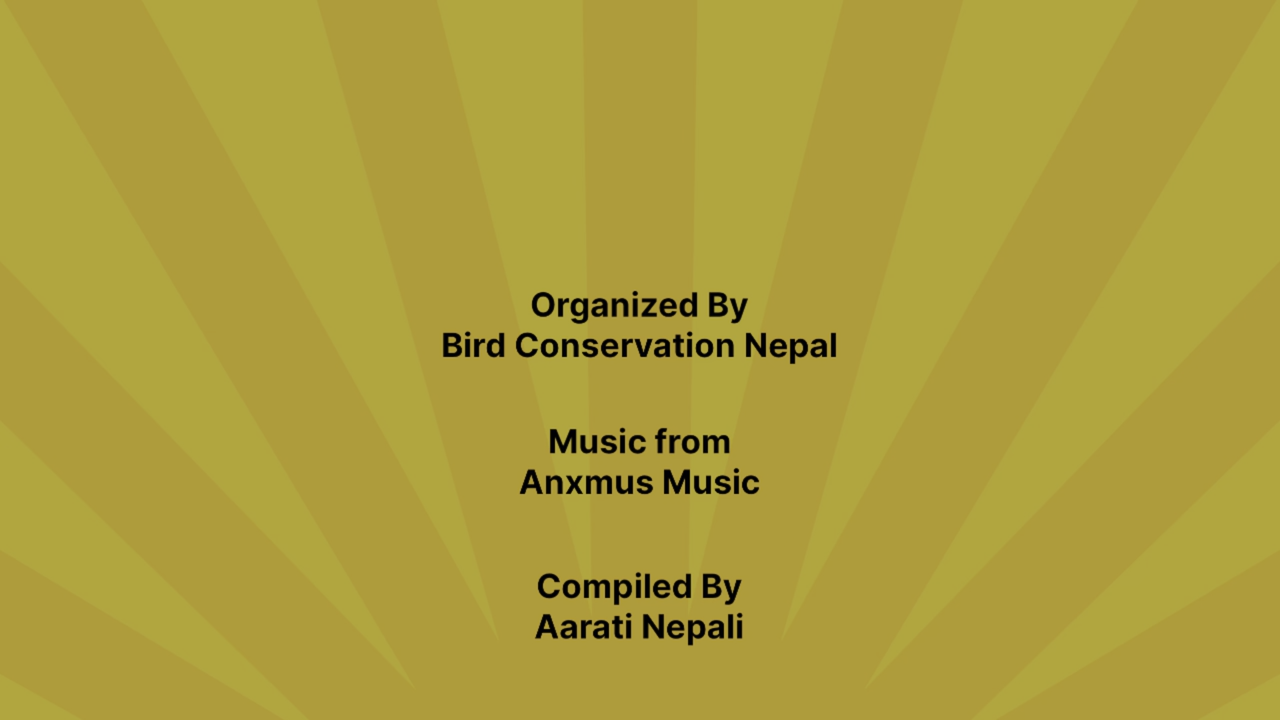 Organized By
Bird Conservation Nepal
Music from
Anxmus Music
Compiled By
Aarati Nepali